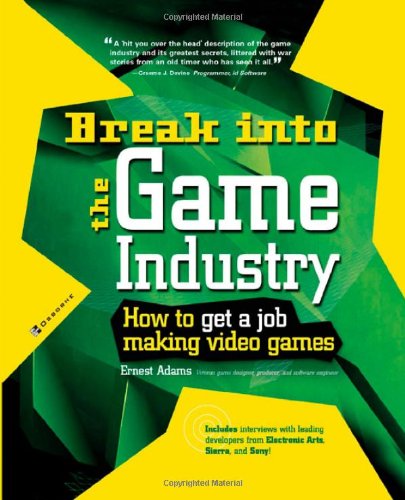 Copyrighted Material
“A ‘hit you over the head’ description of the game
industry and its greatest secrets, littered with war
stories from an old timer who has seen it all.”
—Graeme J. Devine Programmer, id Software
Break into
the Game
Industry
How to get a job
making video games
Ernest Adams Veteran game designer, producer, and software engineer
OSBORNE
Includes interviews with leading
developers from Electronic Arts,
Sierra, and Sony!
Copyrighted Material